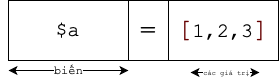 $a = [1,2,3]
biến các giá trị